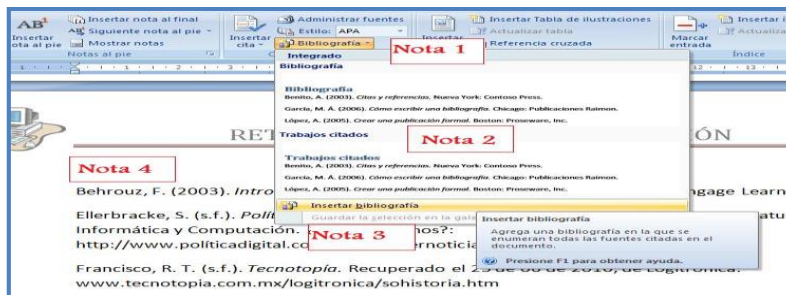 AB¹ Insertar nota al final
Siguiente nota al pie
Insertar nota al pie
Mostrar notas
Notas al pie
Insertar cita
Administrar fuentes
Estilo: APA
Bibliografía
Nota 1
Insertar Tabla de ilustraciones
Actualizar tabla
Referencia cruzada
Marcar entrada
Índice
Integrado
Bibliografía
Bibliografía
Benito, A. (2003). Citas y referencias. Nueva York: Contoso Press.
García, M. Á. (2006). Cómo escribir una bibliografía. Chicago: Publicaciones Raimon.
López, A. (2005). Crear una publicación formal. Boston: Proseware, Inc.
Trabajos citados
Nota 2
Trabajos citados
Benito, A. (2003). Citas y referencias. Nueva York: Contoso Press.
García, M. Á. (2006). Cómo escribir una bibliografía. Chicago: Publicaciones Raimon.
López, A. (2005). Crear una publicación formal. Boston: Proseware, Inc.
Insertar bibliografía
Guardar la selección en la
Nota 3
Insertar bibliografía
Agrega una bibliografía en la que se
enumeran todas las fuentes citadas en el
documento.
Presione F1 para obtener ayuda.
Nota 4
Behrouz, F. (2003).
Ellerbracke, S. (s.f.).
Informática y Computación.
http://www.políticadigital.co
Francisco, R. T. (s.f.). Tecnotopía. Recuperado el
www.tecnotopia.com.mx/logitronica/sohistoria.htm